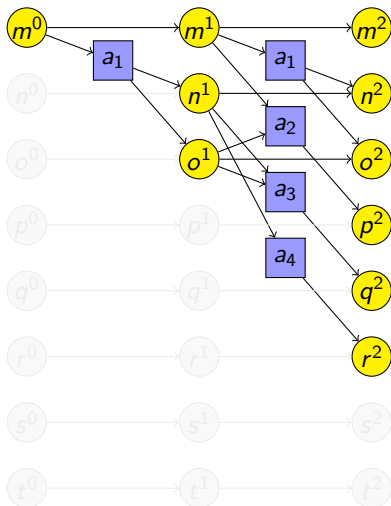 m⁰ m¹ m²
a₁ a₁
n⁰ n¹ n²
a₂
o⁰ o¹ o²
a₃
p⁰ p¹ p²
a₄
q⁰ q¹ q²
r⁰ r¹ r²
s⁰ s¹ s²
t⁰ t¹ t²